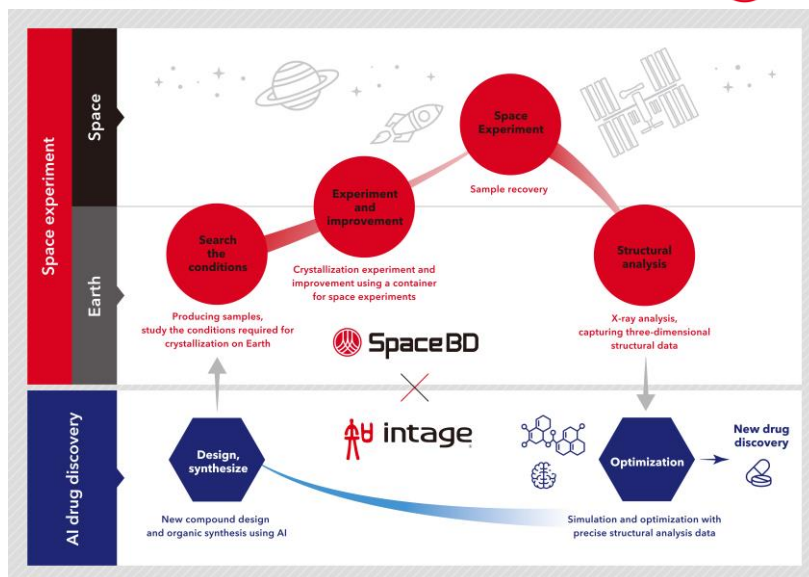 Space experiment
Space
Earth
Space
Experiment
Sample recovery
Experiment
and
improvement
Crystallization experiment and
improvement using a container
for space experiments
Search
the
conditions
Producing samples,
study the conditions required for
crystallization on Earth
Structural
analysis
X-ray analysis,
capturing three-dimensional
structural data
SpaceBD
intage
AI drug discovery
Design,
synthesize
New compound design
and organic synthesis using AI
Optimization
Simulation and optimization with
precise structural analysis data
New drug
discovery